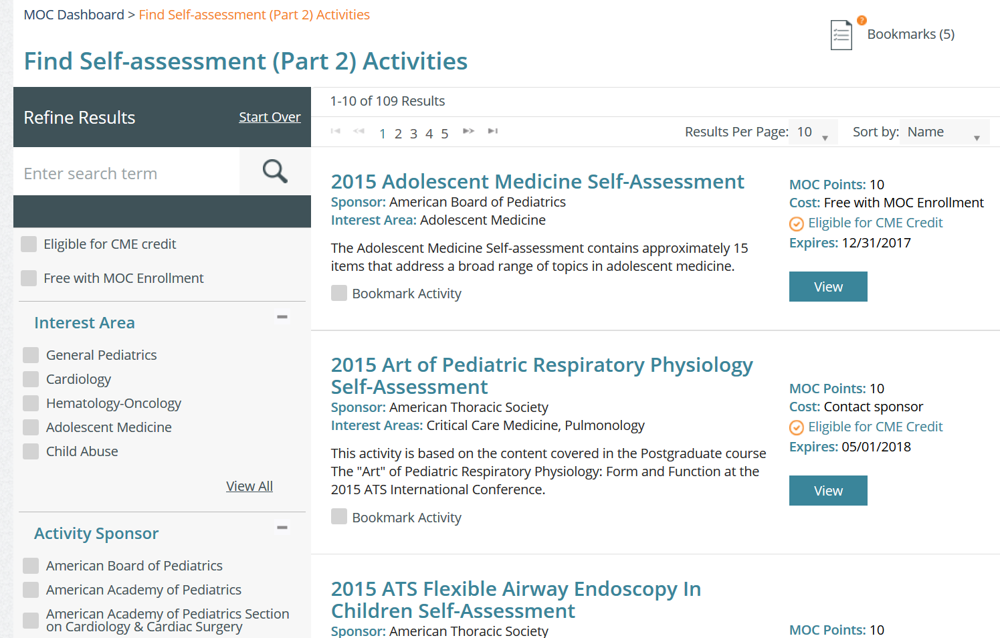 MOC Dashboard > Find Self-assessment (Part 2) Activities
Bookmarks (5)
Find Self-assessment (Part 2) Activities
Refine Results
Start Over
Enter search term
Eligible for CME credit
Free with MOC Enrollment
Interest Area
General Pediatrics
Cardiology
Hematology-Oncology
Adolescent Medicine
Child Abuse
View All
Activity Sponsor
American Board of Pediatrics
American Academy of Pediatrics
American Academy of Pediatrics Section
on Cardiology & Cardiac Surgery
1-10 of 109 Results
1 2 3 4 5
Results Per Page: 10
Sort by: Name
2015 Adolescent Medicine Self-Assessment
Sponsor: American Board of Pediatrics
Interest Area: Adolescent Medicine
The Adolescent Medicine Self-assessment contains approximately 15
items that address a broad range of topics in adolescent medicine.
Bookmark Activity
MOC Points: 10
Cost: Free with MOC Enrollment
Eligible for CME Credit
Expires: 12/31/2017
View
2015 Art of Pediatric Respiratory Physiology
Self-Assessment
Sponsor: American Thoracic Society
Interest Areas: Critical Care Medicine, Pulmonology
This activity is based on the content covered in the Postgraduate course
The "Art" of Pediatric Respiratory Physiology: Form and Function at the
2015 ATS International Conference.
Bookmark Activity
MOC Points: 10
Cost: Contact sponsor
Eligible for CME Credit
Expires: 05/01/2018
View
2015 ATS Flexible Airway Endoscopy In
Children Self-Assessment
Sponsor: American Thoracic Society
MOC Points: 10